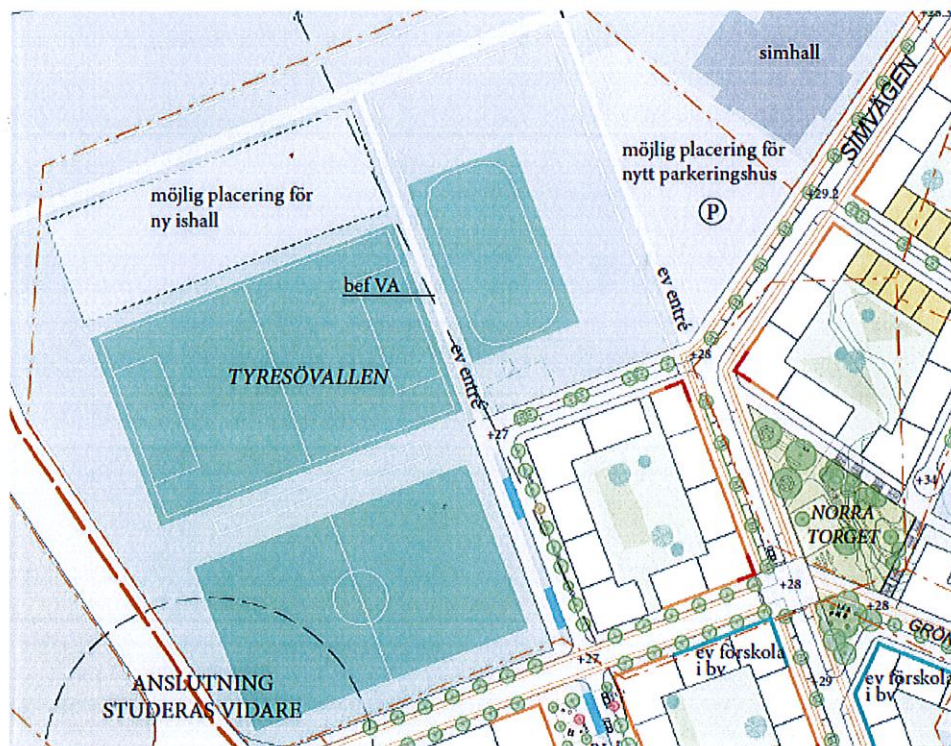 +28.3
simhall
SIMVÄGEN
möjlig placering för
nytt parkeringshus
P
+29.2
möjlig placering för
ny ishall
bef VA
ev entré
ev entré
TYRESÖVALLEN
+28
+27
+34
NORRA
TORGET
+28
+28
GRÖN
+27
ev förskola
i bv
+29
ev förskola
i bv
ANSLUTNING
STUDERAS VIDARE